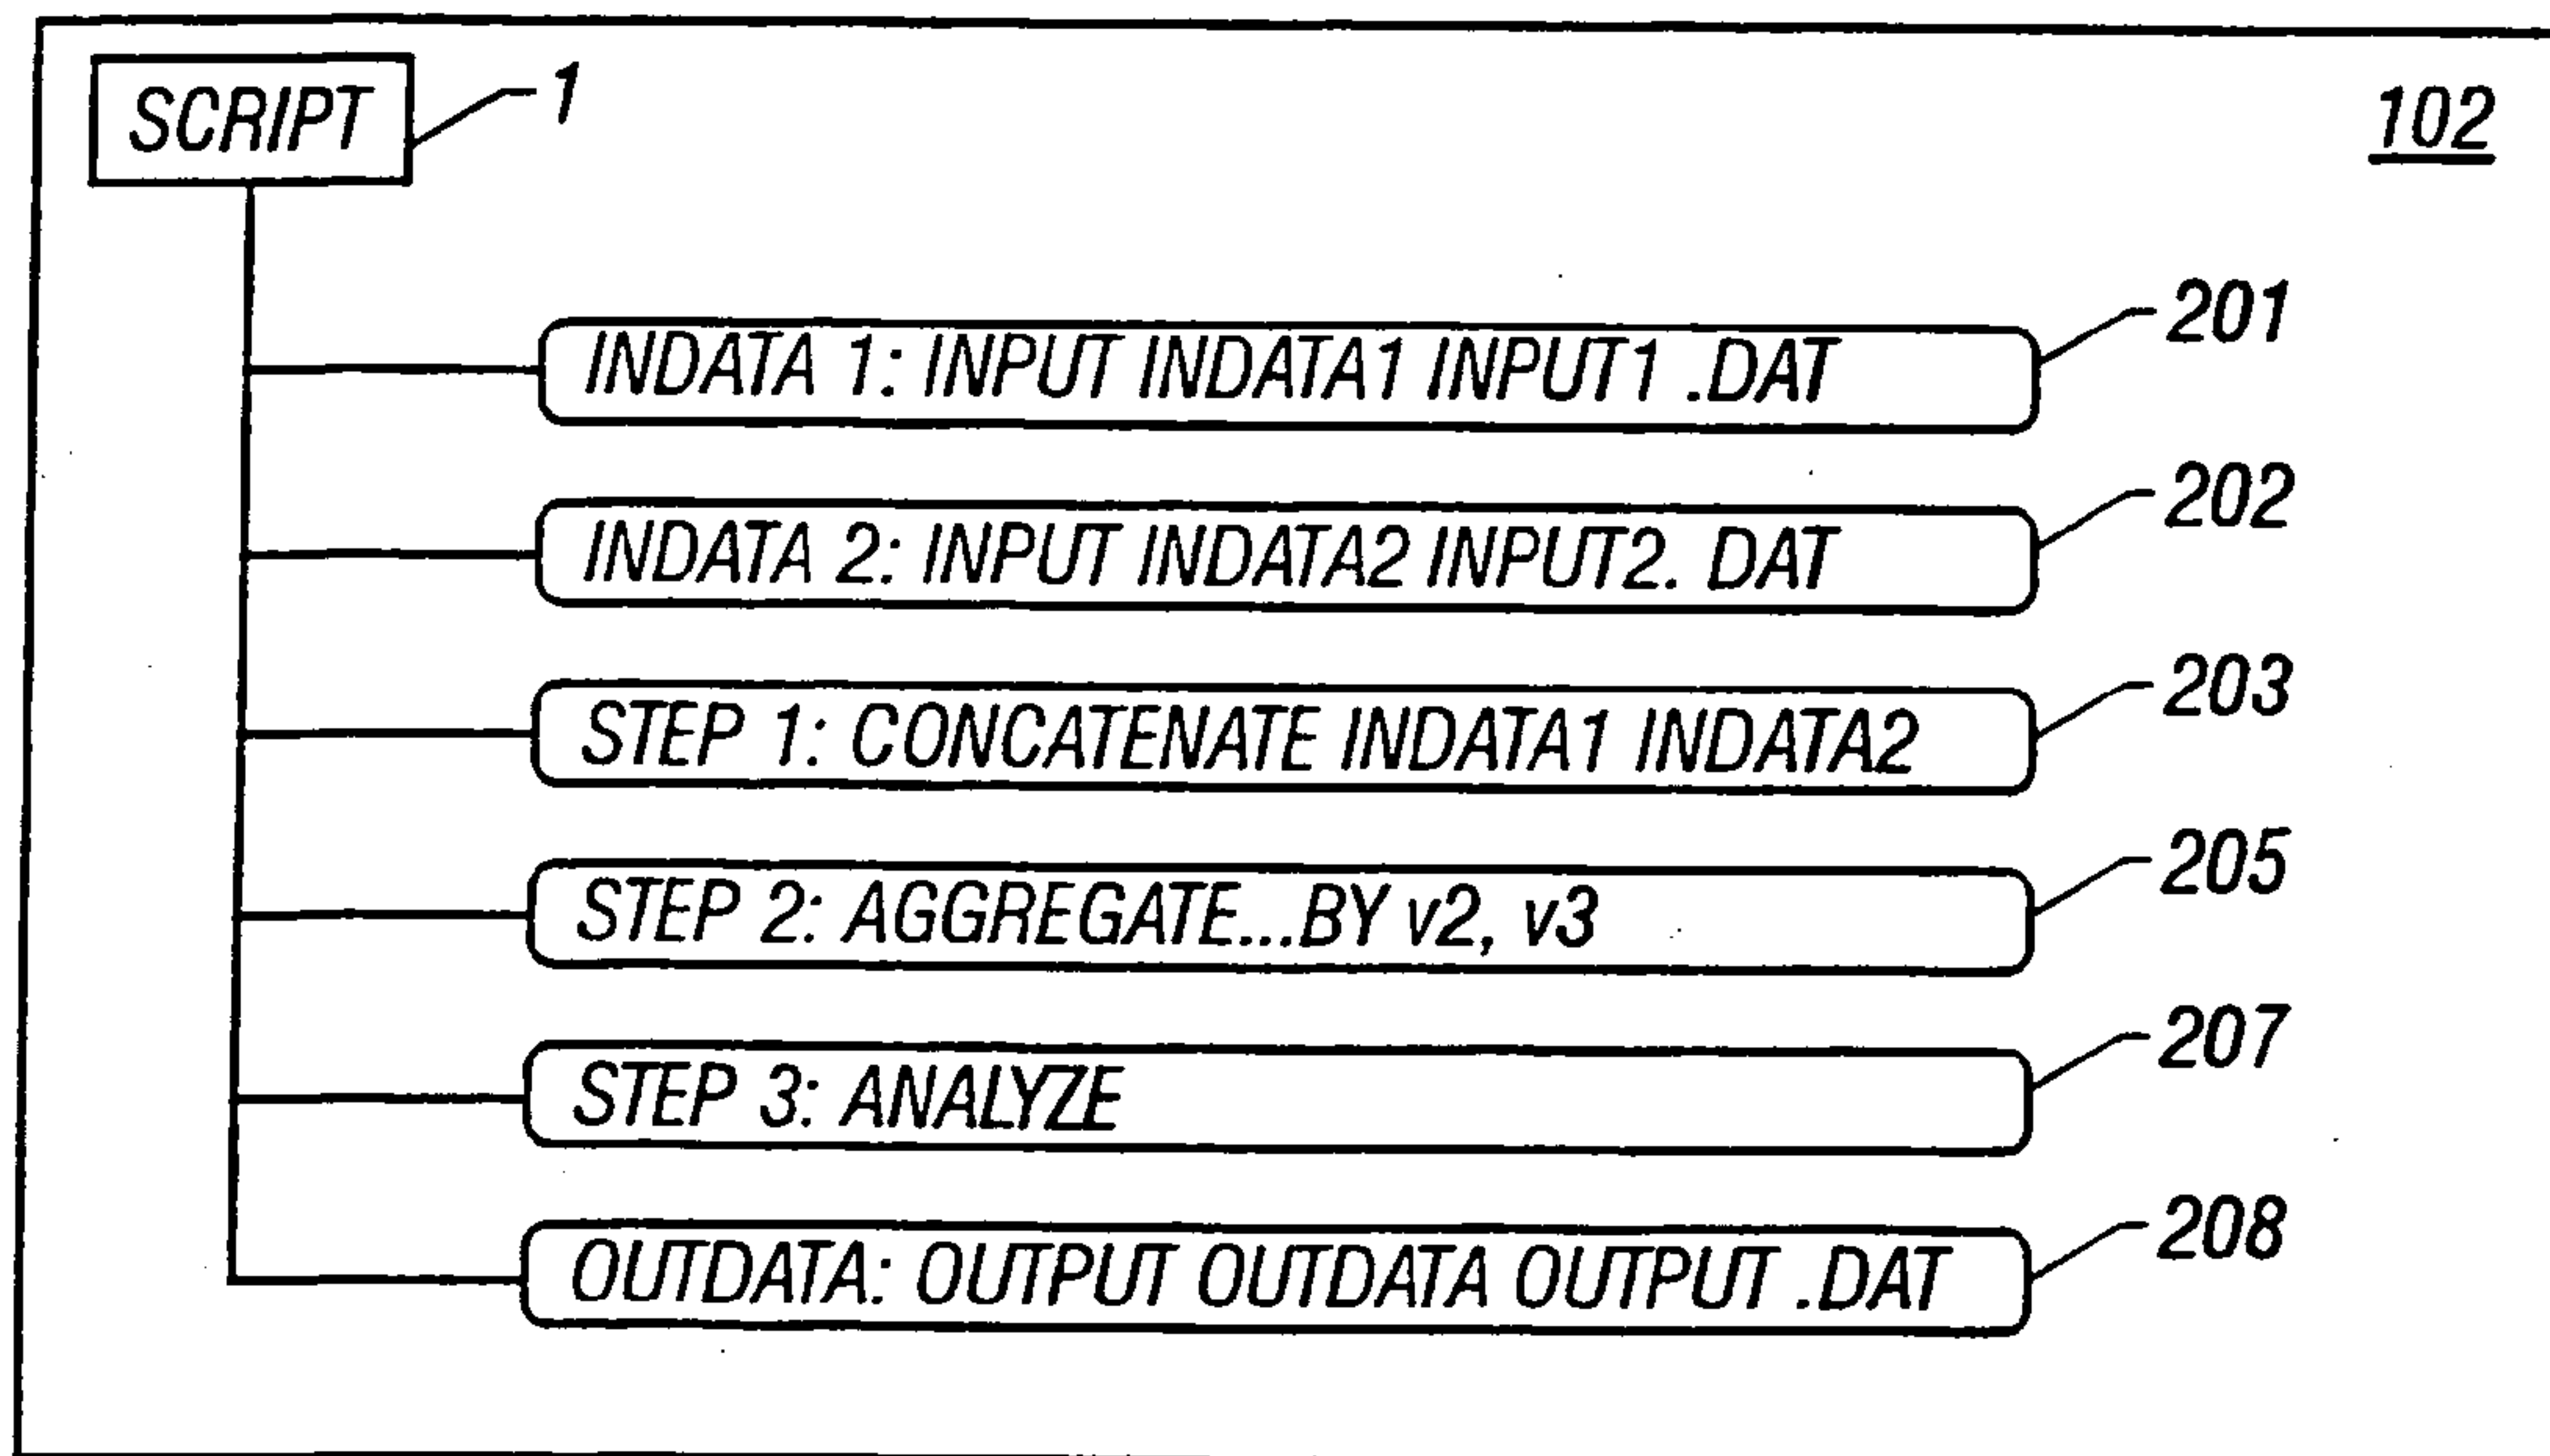 SCRIPT 1 102
INDATA 1: INPUT INDATA1 INPUT1 .DAT 201
INDATA 2: INPUT INDATA2 INPUT2. DAT 202
STEP 1: CONCATENATE INDATA1 INDATA2 203
STEP 2: AGGREGATE...BY v2, v3 205
STEP 3: ANALYZE 207
OUTDATA: OUTPUT OUTDATA OUTPUT .DAT 208